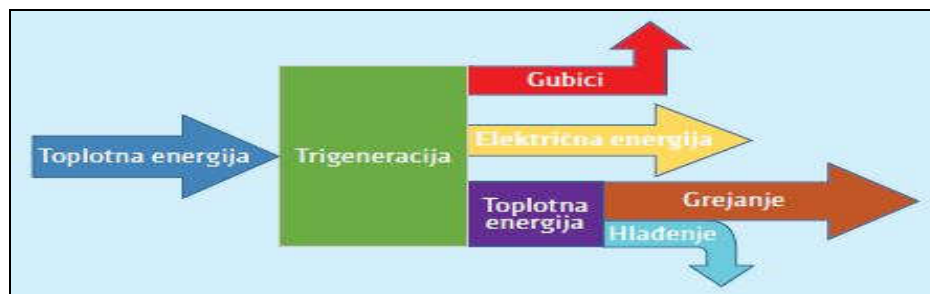 Gubici
Električna energija
Toplotna energija
Trigeneracija
Toplotna
energija
Grejanje
Hlađenje